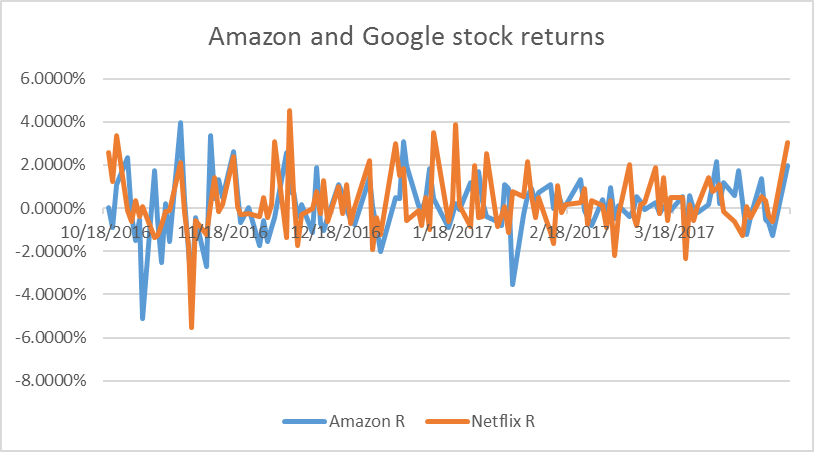 Amazon and Google stock returns
6.0000%
4.0000%
2.0000%
0.0000%
10/18/2016 11/18/2016 12/18/2016 1/18/2017 2/18/2017 3/18/2017
-2.0000%
-4.0000%
-6.0000%
-8.0000%
Amazon R Netflix R